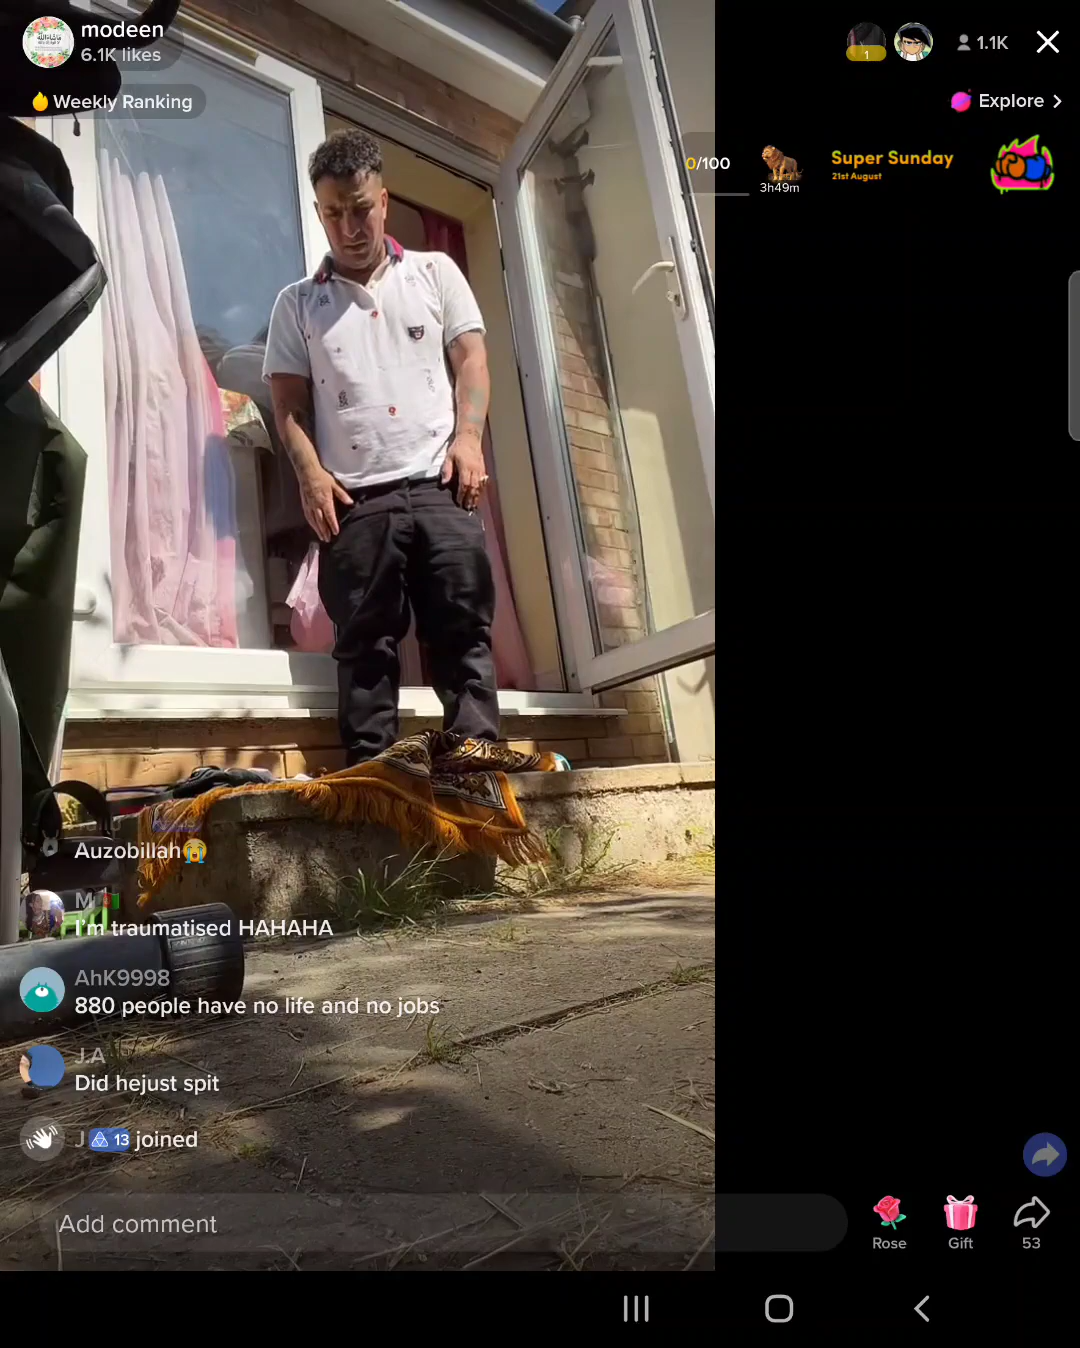 modeen
6.1K likes
1
1.1K
Weekly Ranking
Explore
0/100
3h49m
Super Sunday
21st August
Auzobillah😭
M
I'm traumatised HAHAHA
AhK9998
880 people have no life and no jobs
J.A
Did hejust spit
J 13 joined
Add comment
Rose
Gift
53